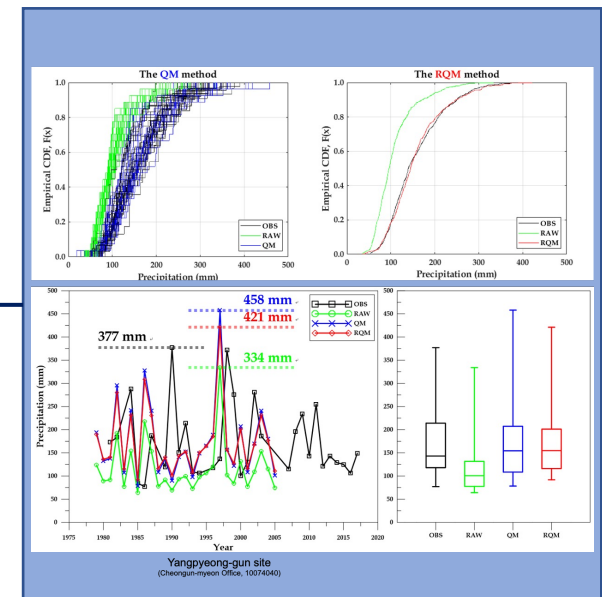 The QM method
Empirical CDF, F(x)
1.0
0.8
0.6
0.4
0.2
0.0
0 100 200 300 400 500
OBS
RAW
QM
Precipitation (mm)
The RQM method
Empirical CDF, F(x)
1.0
0.8
0.6
0.4
0.2
0.0
0 100 200 300 400 500
OBS
RAW
RQM
Precipitation (mm)
Precipitation (mm)
500
450
400
350
300
250
200
150
100
50
0
377 mm
458 mm
421 mm
334 mm
OBS
RAW
QM
RQM
1975 1980 1985 1990 1995 2000 2005 2010 2015 2020
Year
500
450
400
350
300
250
200
150
100
50
0
OBS RAW QM RQM
Yangpyeong-gun site
(Cheongun-myeon Office, 10074040)